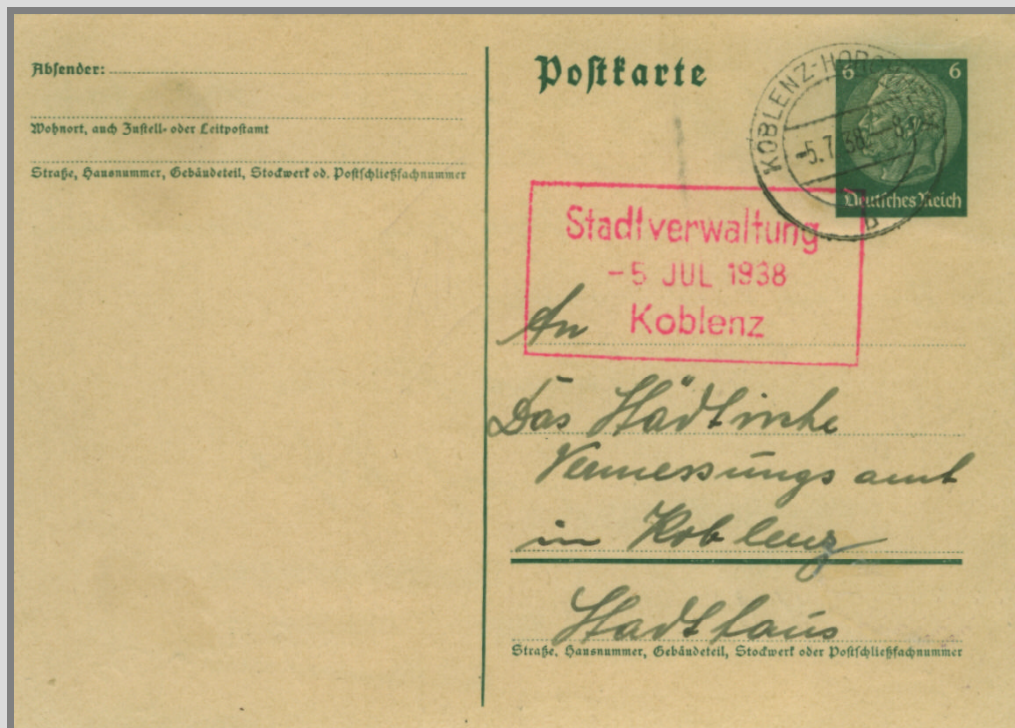 Absender:
Wohnort, auch Zustell- oder Leitpostamt
Straße, Hausnummer, Gebäudeteil, Stockwerk od. Postschließfachnummer
Postkarte
6 6
Deutsches Reich
KOBLENZ-
-5.7.38
b
Stadtverwaltung
-5 JUL 1938
Koblenz
An
Das Städtische
Vermessungsamt
in Koblenz
Stadthaus
Straße, Hausnummer, Gebäudeteil, Stockwerk oder Postschließfachnummer